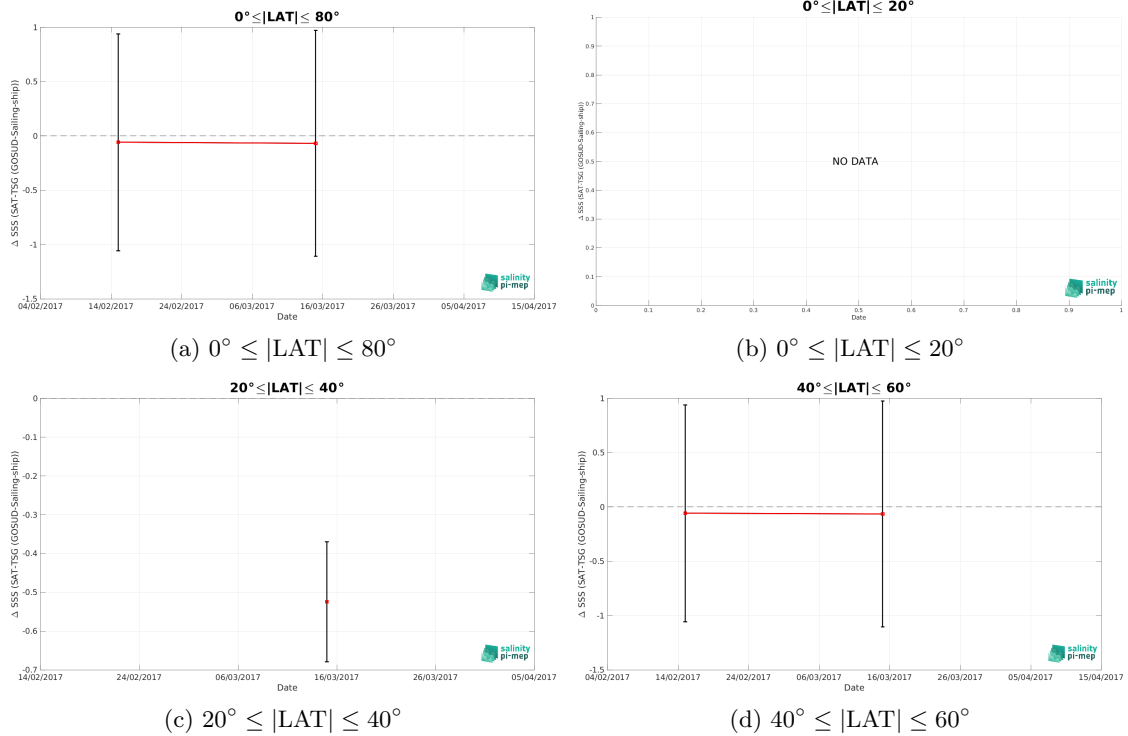 0°≤|LAT|≤ 80°
Δ SSS (SAT-TSG (GOSUD-Sailing-ship))
1
0.5
0
-0.5
-1
-1.5
04/02/2017 14/02/2017 24/02/2017 06/03/2017 16/03/2017 26/03/2017 05/04/2017 15/04/2017
Date
salinity
pi-mep
(a) 0° ≤ |LAT| ≤ 80°
0°≤|LAT|≤ 20°
Δ SSS (SAT-TSG (GOSUD-Sailing-ship))
1
0.9
0.8
0.7
0.6
0.5
0.4
0.3
0.2
0.1
0
NO DATA
0 0.1 0.2 0.3 0.4 0.5 0.6 0.7 0.8 0.9 1
Date
salinity
pi-mep
(b) 0° ≤ |LAT| ≤ 20°
20°≤|LAT|≤ 40°
Δ SSS (SAT-TSG (GOSUD-Sailing-ship))
0
-0.1
-0.2
-0.3
-0.4
-0.5
-0.6
-0.7
14/02/2017 24/02/2017 06/03/2017 16/03/2017 26/03/2017 05/04/2017
Date
salinity
pi-mep
(c) 20° ≤ |LAT| ≤ 40°
40°≤|LAT|≤ 60°
Δ SSS (SAT-TSG (GOSUD-Sailing-ship))
1
0.5
0
-0.5
-1
-1.5
04/02/2017 14/02/2017 24/02/2017 06/03/2017 16/03/2017 26/03/2017 05/04/2017 15/04/2017
Date
salinity
pi-mep
(d) 40° ≤ |LAT| ≤ 60°